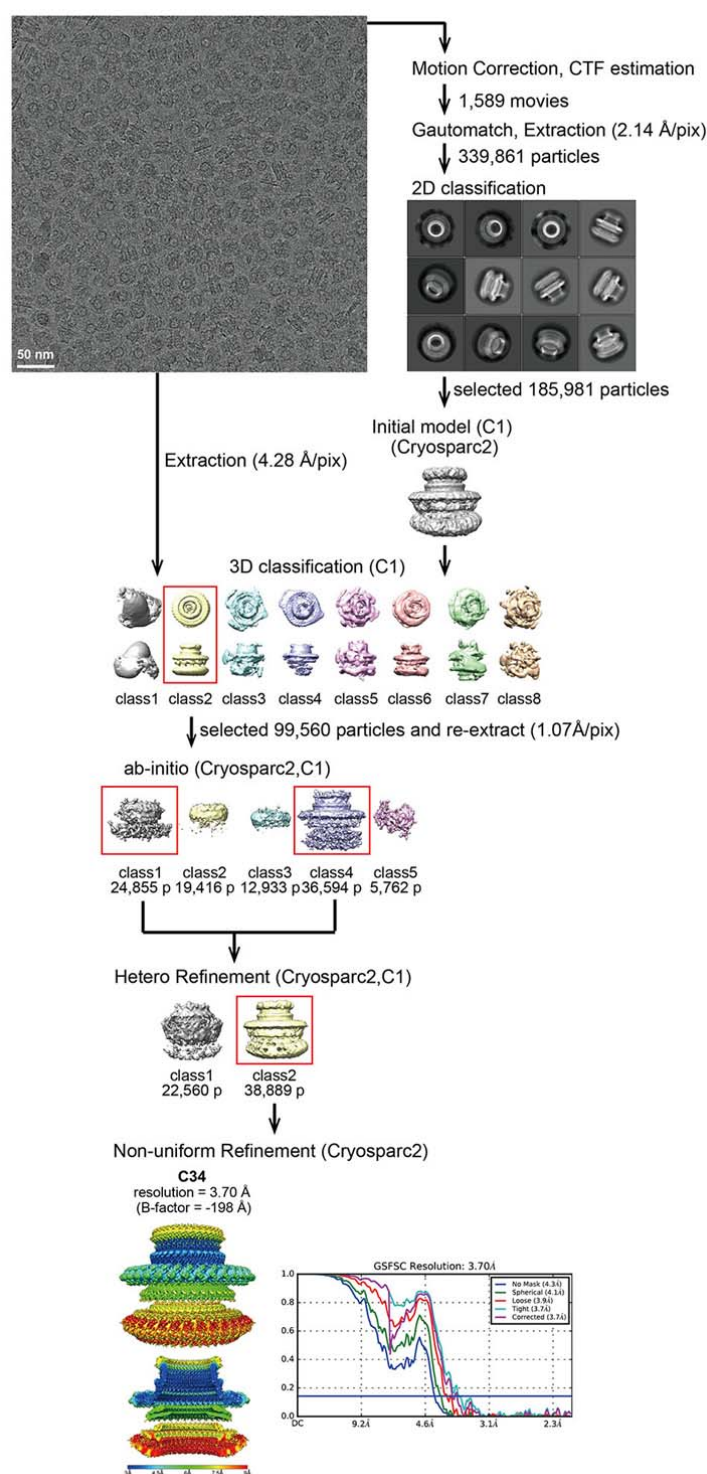 Motion Correction, CTF estimation
1,589 movies
Gautomatch, Extraction (2.14 Å/pix)
339,861 particles
2D classification
50 nm
selected 185,981 particles
Initial model (C1)
(Cryosparc2)
Extraction (4.28 Å/pix)
3D classification (C1)
class1 class2 class3 class4 class5 class6 class7 class8
selected 99,560 particles and re-extract (1.07Å/pix)
ab-initio (Cryosparc2,C1)
class1 class2 class3 class4 class5
24,855 p 19,416 p 12,933 p 36,594 p 5,762 p
Hetero Refinement (Cryosparc2,C1)
class1 class2
22,560 p 38,889 p
Non-uniform Refinement (Cryosparc2)
C34
resolution = 3.70 Å
(B-factor = -198 Å)
GSFSC Resolution: 3.70Å
1.0
0.8
0.6
0.4
0.2
0.0
No Mask (4.3Å)
Spherical (4.1Å)
Loose (3.9Å)
Tight (3.7Å)
Corrected (3.7Å)
DC 9.2Å 4.6Å 3.1Å 2.3Å